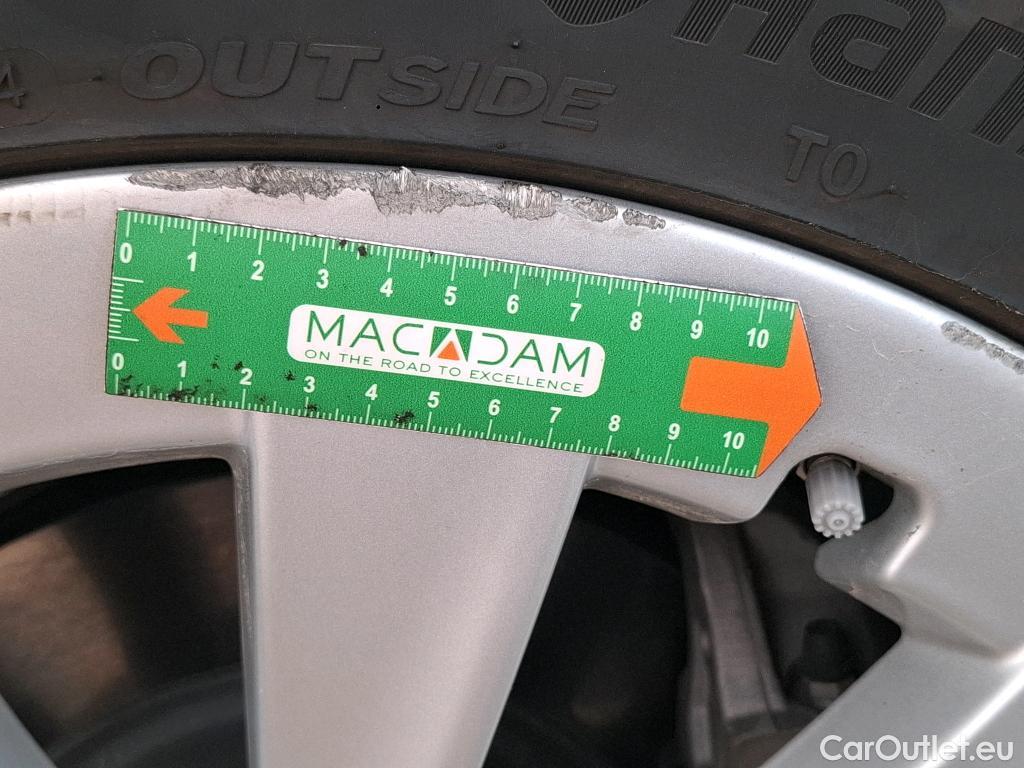 4 OUTSIDE
TO
0 1 2 3 4 5 6 7 8 9 10
MACADAM
ON THE ROAD TO EXCELLENCE
0 1 2 3 4 5 6 7 8 9 10
CarOutlet.eu